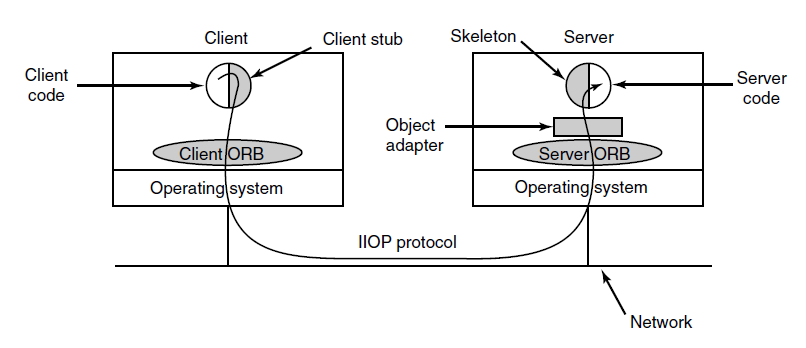 Client
Client stub
Skeleton
Server
Client
code
Server
code
Object
adapter
Client ORB
Server ORB
Operating system
Operating system
IIOP protocol
Network